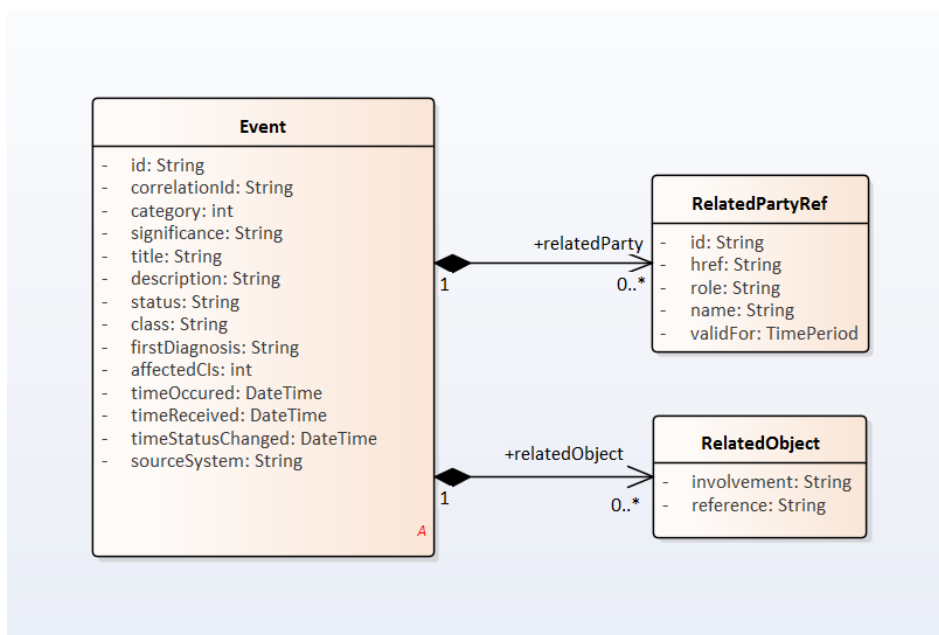 Event
- id: String
- correlationId: String
- category: int
- significance: String
- title: String
- description: String
- status: String
- class: String
- firstDiagnosis: String
- affectedCIs: int
- timeOccured: DateTime
- timeReceived: DateTime
- timeStatusChanged: DateTime
- sourceSystem: String
A
+relatedParty
1
0..*
RelatedPartyRef
- id: String
- href: String
- role: String
- name: String
- validFor: TimePeriod
+relatedObject
1
0..*
RelatedObject
- involvement: String
- reference: String